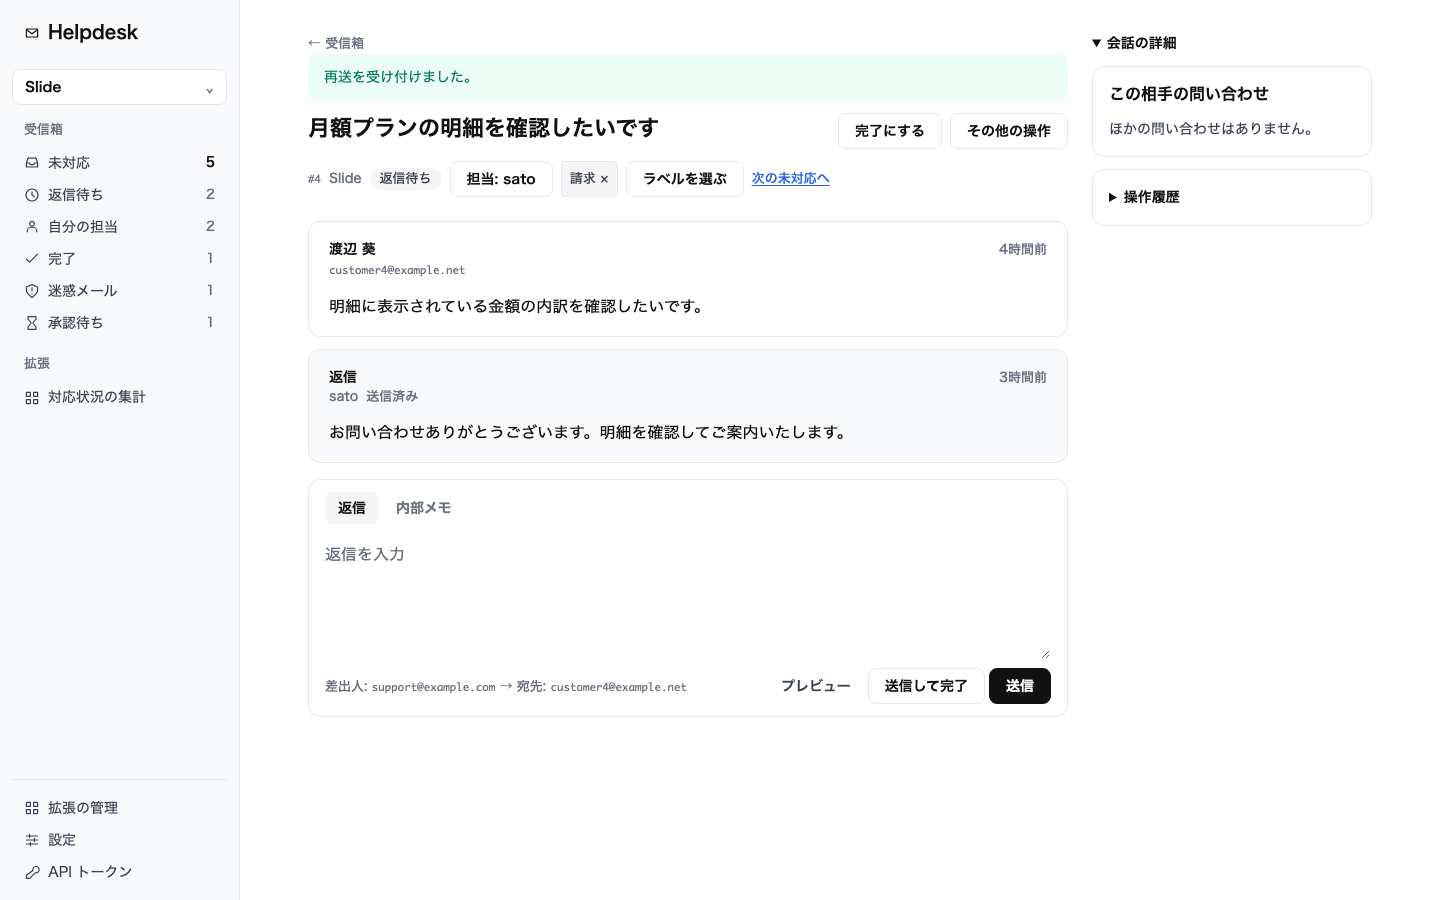 Helpdesk
Slide
受信箱
未対応 5
返信待ち 2
自分の担当 2
完了 1
迷惑メール 1
承認待ち 1
拡張
対応状況の集計
拡張の管理
設定
API トークン
← 受信箱
再送を受け付けました。
月額プランの明細を確認したいです
完了にする その他の操作
#4 Slide 返信待ち 担当: sato 請求 × ラベルを選ぶ 次の未対応へ
渡辺 葵 4時間前
customer4@example.net
明細に表示されている金額の内訳を確認したいです。
返信 3時間前
sato 送信済み
お問い合わせありがとうございます。明細を確認してご案内いたします。
返信 内部メモ
返信を入力
差出人: support@example.com → 宛先: customer4@example.net プレビュー 送信して完了 送信
▼ 会話の詳細
この相手の問い合わせ
ほかの問い合わせはありません。
▶ 操作履歴